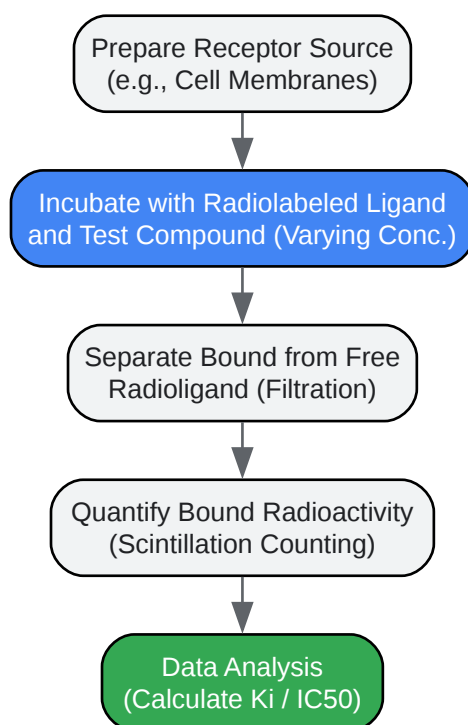 Prepare Receptor Source
(e.g., Cell Membranes)
Incubate with Radiolabeled Ligand
and Test Compound (Varying Conc.)
Separate Bound from Free
Radioligand (Filtration)
Quantify Bound Radioactivity
(Scintillation Counting)
Data Analysis
(Calculate Ki / IC50)